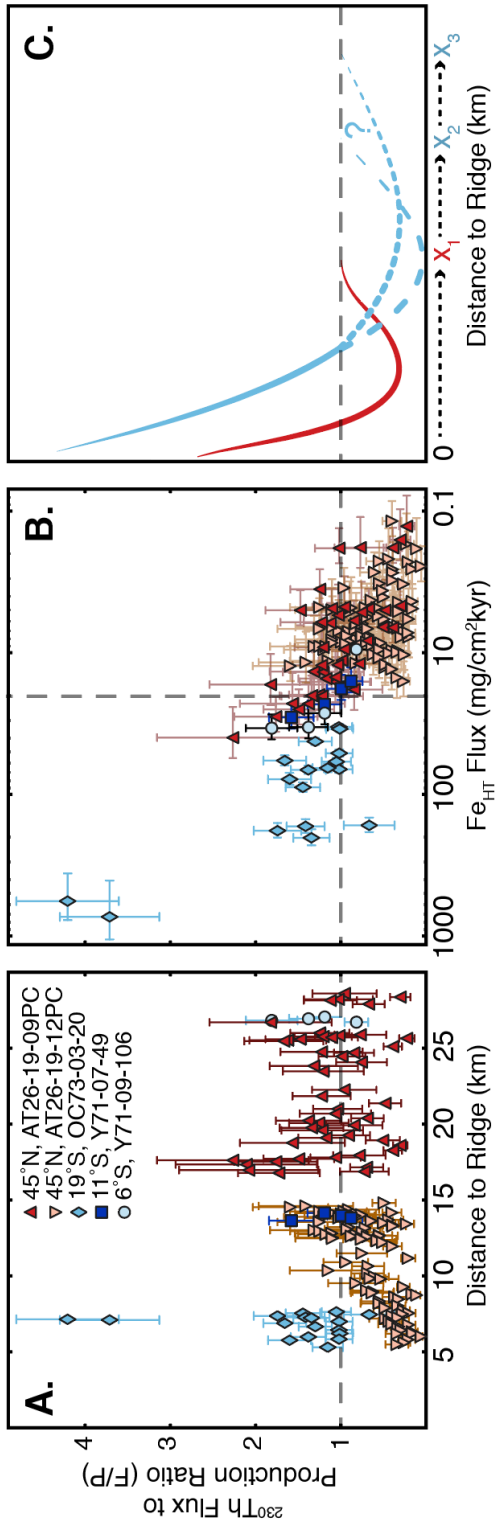 ²³⁰Th Flux to
Production Ratio (F/P)
4
3
2
1
A.
45°N, AT26-19-09PC
45°N, AT26-19-12PC
19°S, OC73-03-20
11°S, Y71-07-49
6°S, Y71-09-106
5
10
15
20
25
Distance to Ridge (km)
B.
1000
100
10
0.1
Fe_HT Flux (mg/cm²kyr)
C.
?
0
X₁
X₂
X₃
Distance to Ridge (km)